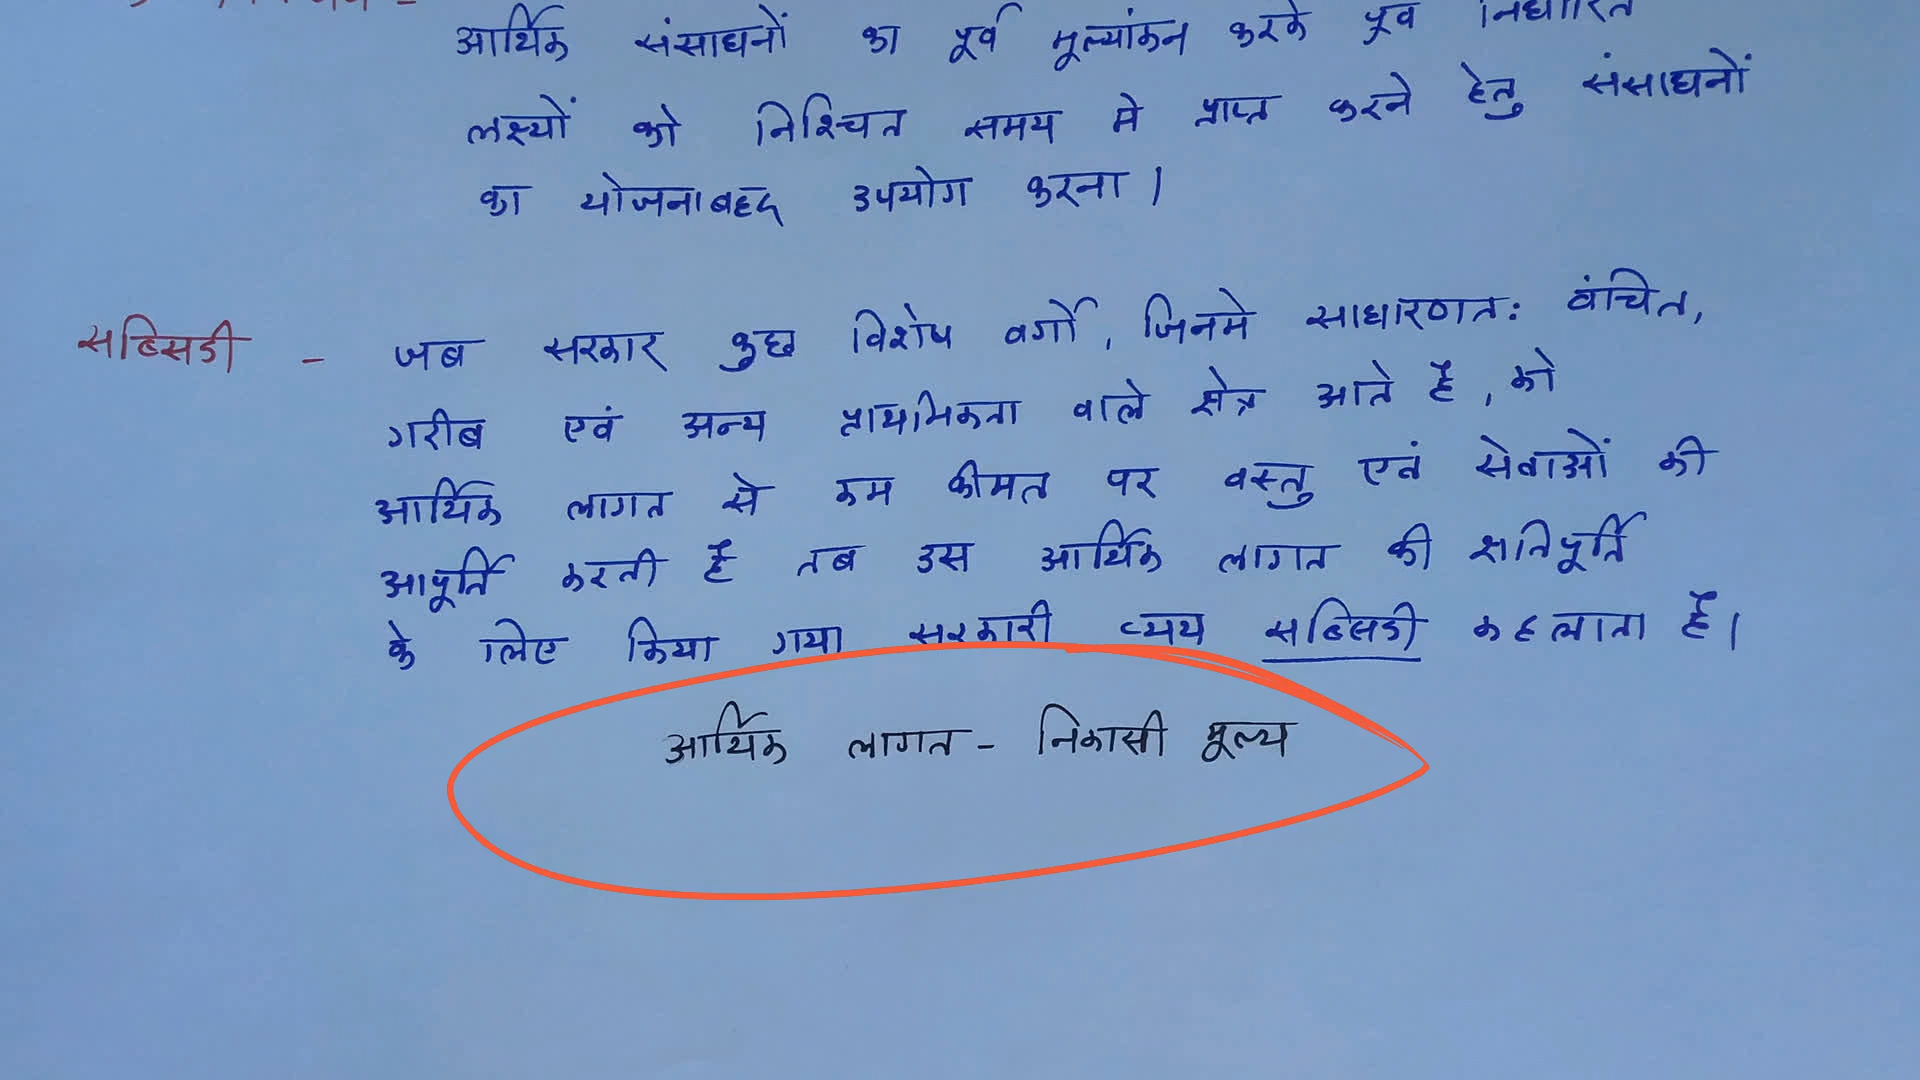 आर्थिक संसाधनों का पूर्व मूल्यांकन करके पूर्व निर्धारित
लक्ष्यों को निश्चित समय मे प्राप्त करने हेतु संसाधनों
का योजनाबद्द उपयोग करना।
सब्सिडी - जब सरकार कुछ विशेष वर्गों, जिनमे साधारणतः वंचित,
गरीब एवं अन्य प्राथमिकता वाले क्षेत्र आते हैं, को
आर्थिक लागत से कम कीमत पर वस्तु एवं सेवाओं की
आपूर्ति करती है तब उस आर्थिक लागत की क्षतिपूर्ति
के लिए किया गया सरकारी व्यय सब्सिडी कहलाता है।
आर्थिक लागत - निकासी मूल्य